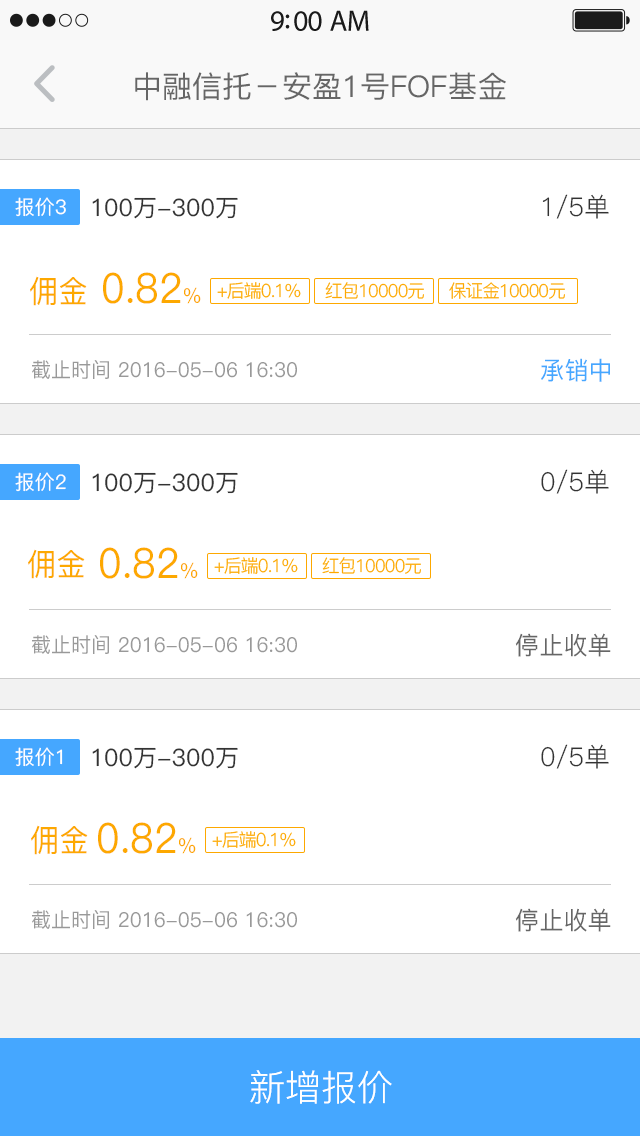 9:00 AM
中融信托－安盈1号FOF基金
报价3 100万-300万 1/5单
佣金 0.82% +后端0.1% 红包10000元 保证金10000元
截止时间 2016-05-06 16:30 承销中
报价2 100万-300万 0/5单
佣金 0.82% +后端0.1% 红包10000元
截止时间 2016-05-06 16:30 停止收单
报价1 100万-300万 0/5单
佣金 0.82% +后端0.1%
截止时间 2016-05-06 16:30 停止收单
新增报价